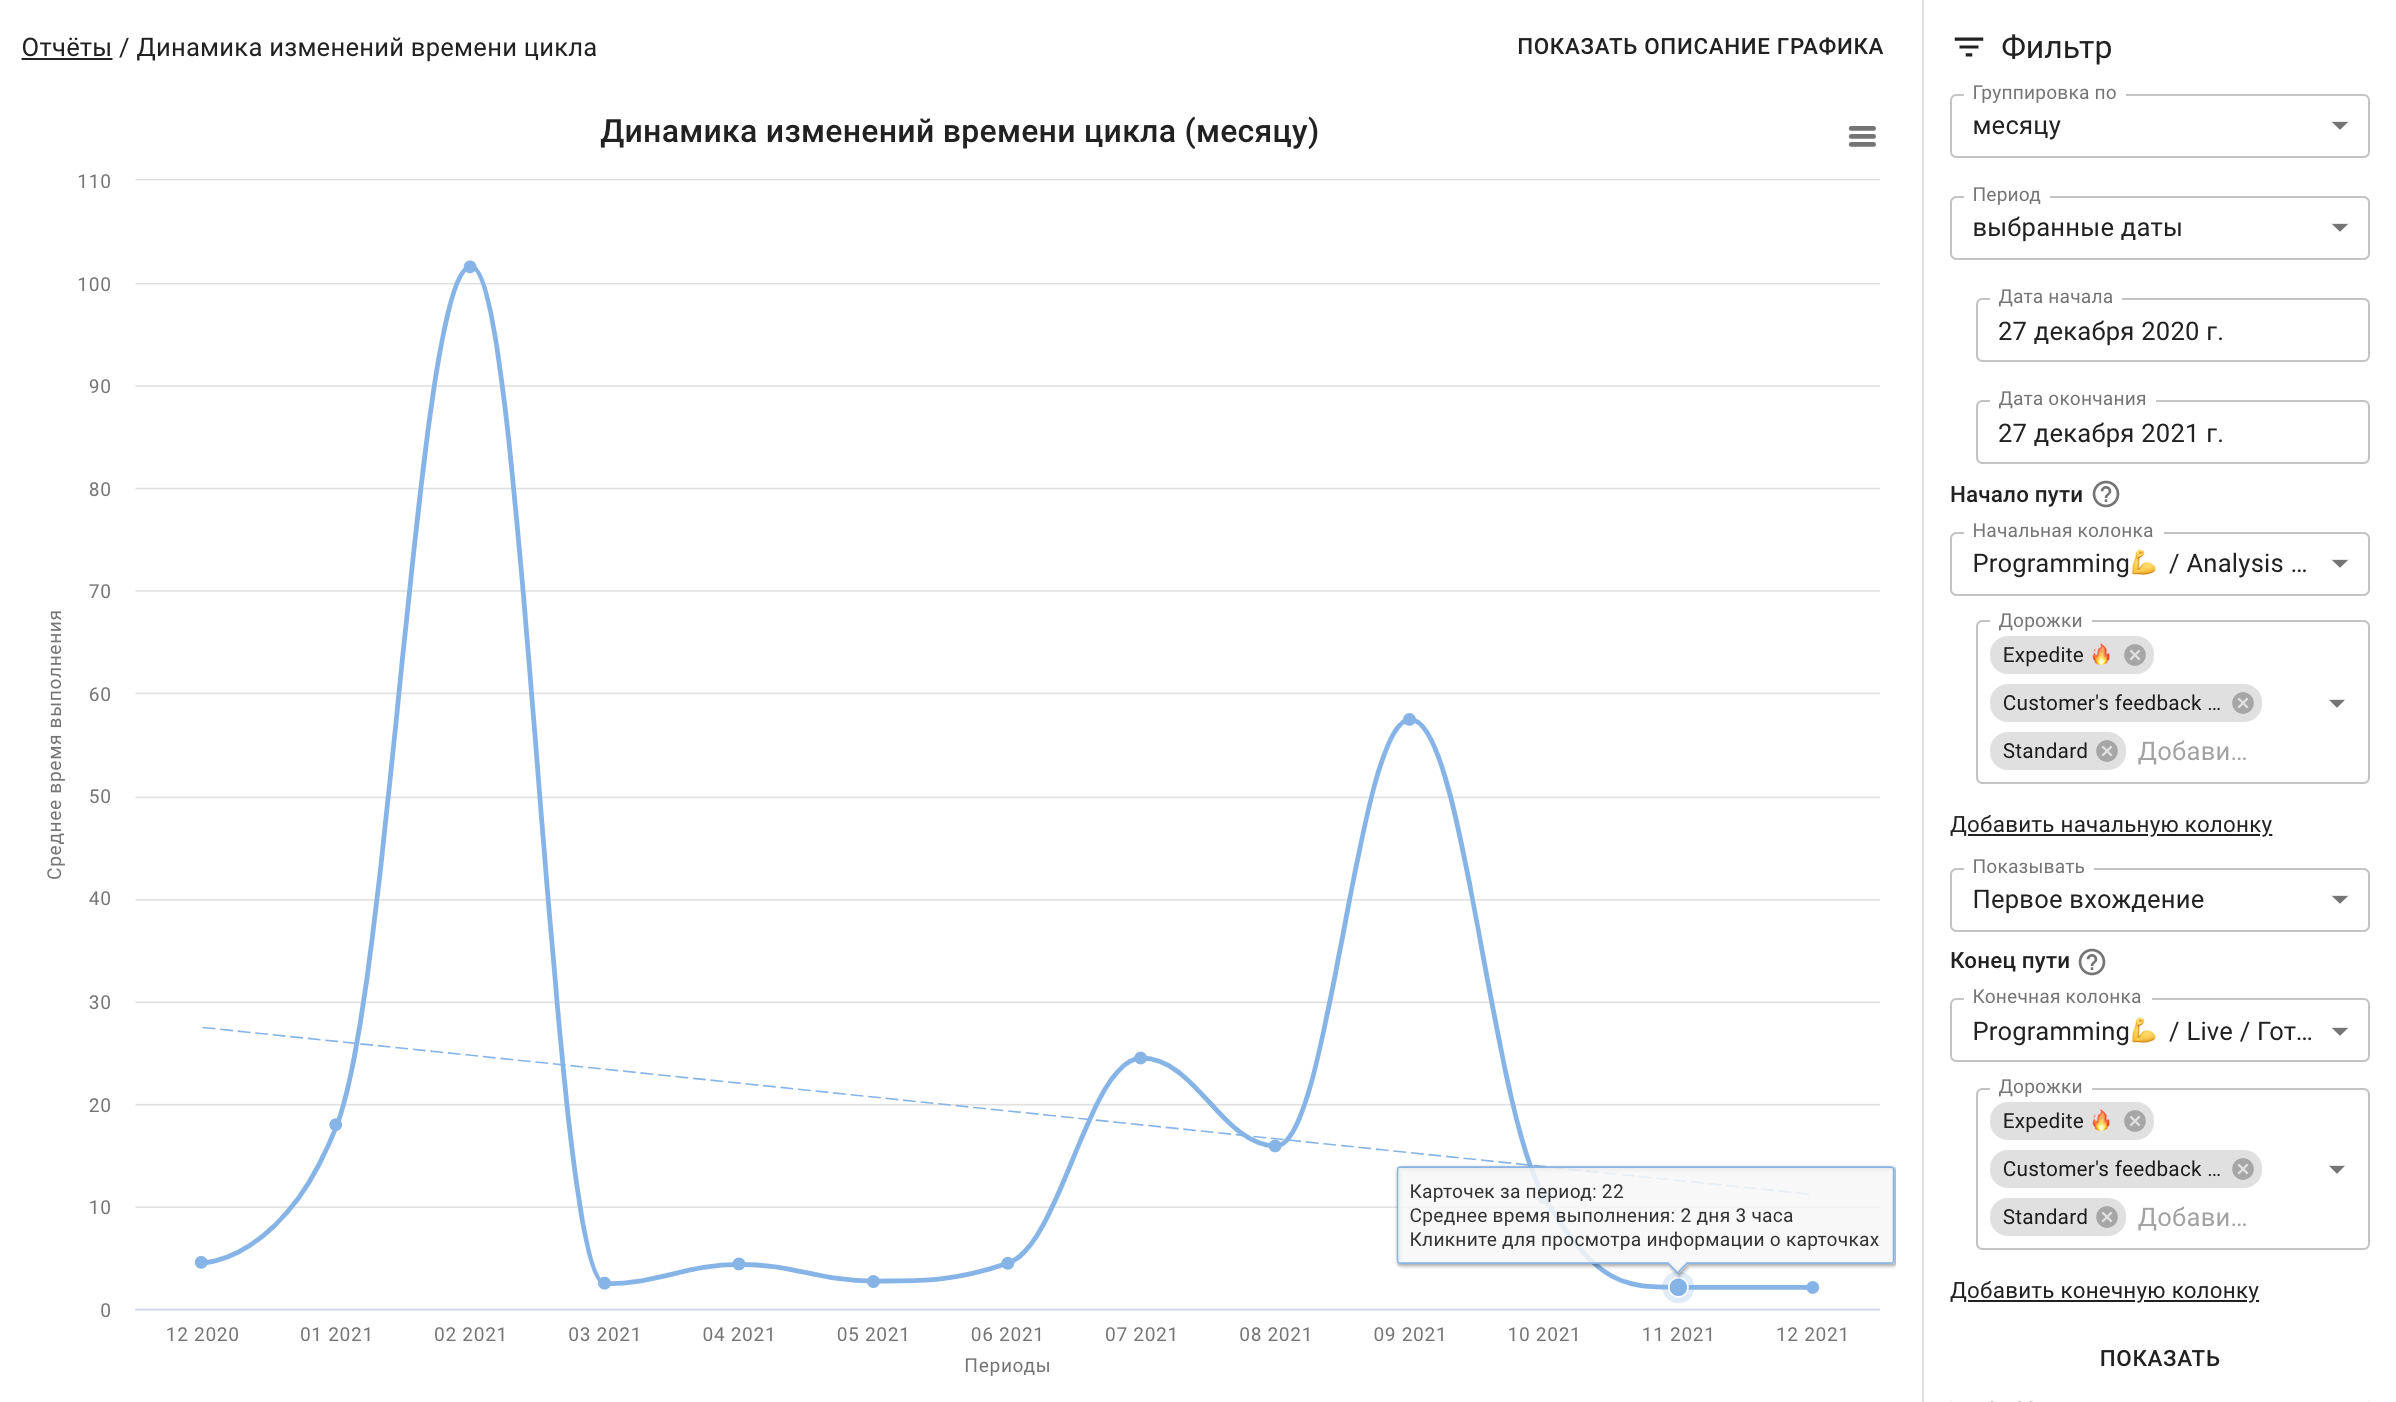 Отчёты / Динамика изменений времени цикла
ПОКАЗАТЬ ОПИСАНИЕ ГРАФИКА
Динамика изменений времени цикла (месяцу)
Среднее время выполнения
110
100
90
80
70
60
50
40
30
20
10
0
Карточек за период: 22
Среднее время выполнения: 2 дня 3 часа
Кликните для просмотра информации о карточках
12 2020 01 2021 02 2021 03 2021 04 2021 05 2021 06 2021 07 2021 08 2021 09 2021 10 2021 11 2021 12 2021
Периоды
Фильтр
Группировка по
месяцу
Период
выбранные даты
Дата начала
27 декабря 2020 г.
Дата окончания
27 декабря 2021 г.
Начало пути ?
Начальная колонка
Programming💪 / Analysis ...
Дорожки
Expedite 🔥
Customer's feedback ...
Standard Добави...
Добавить начальную колонку
Показывать
Первое вхождение
Конец пути ?
Конечная колонка
Programming💪 / Live / Гот...
Дорожки
Expedite 🔥
Customer's feedback ...
Standard Добави...
Добавить конечную колонку
ПОКАЗАТЬ